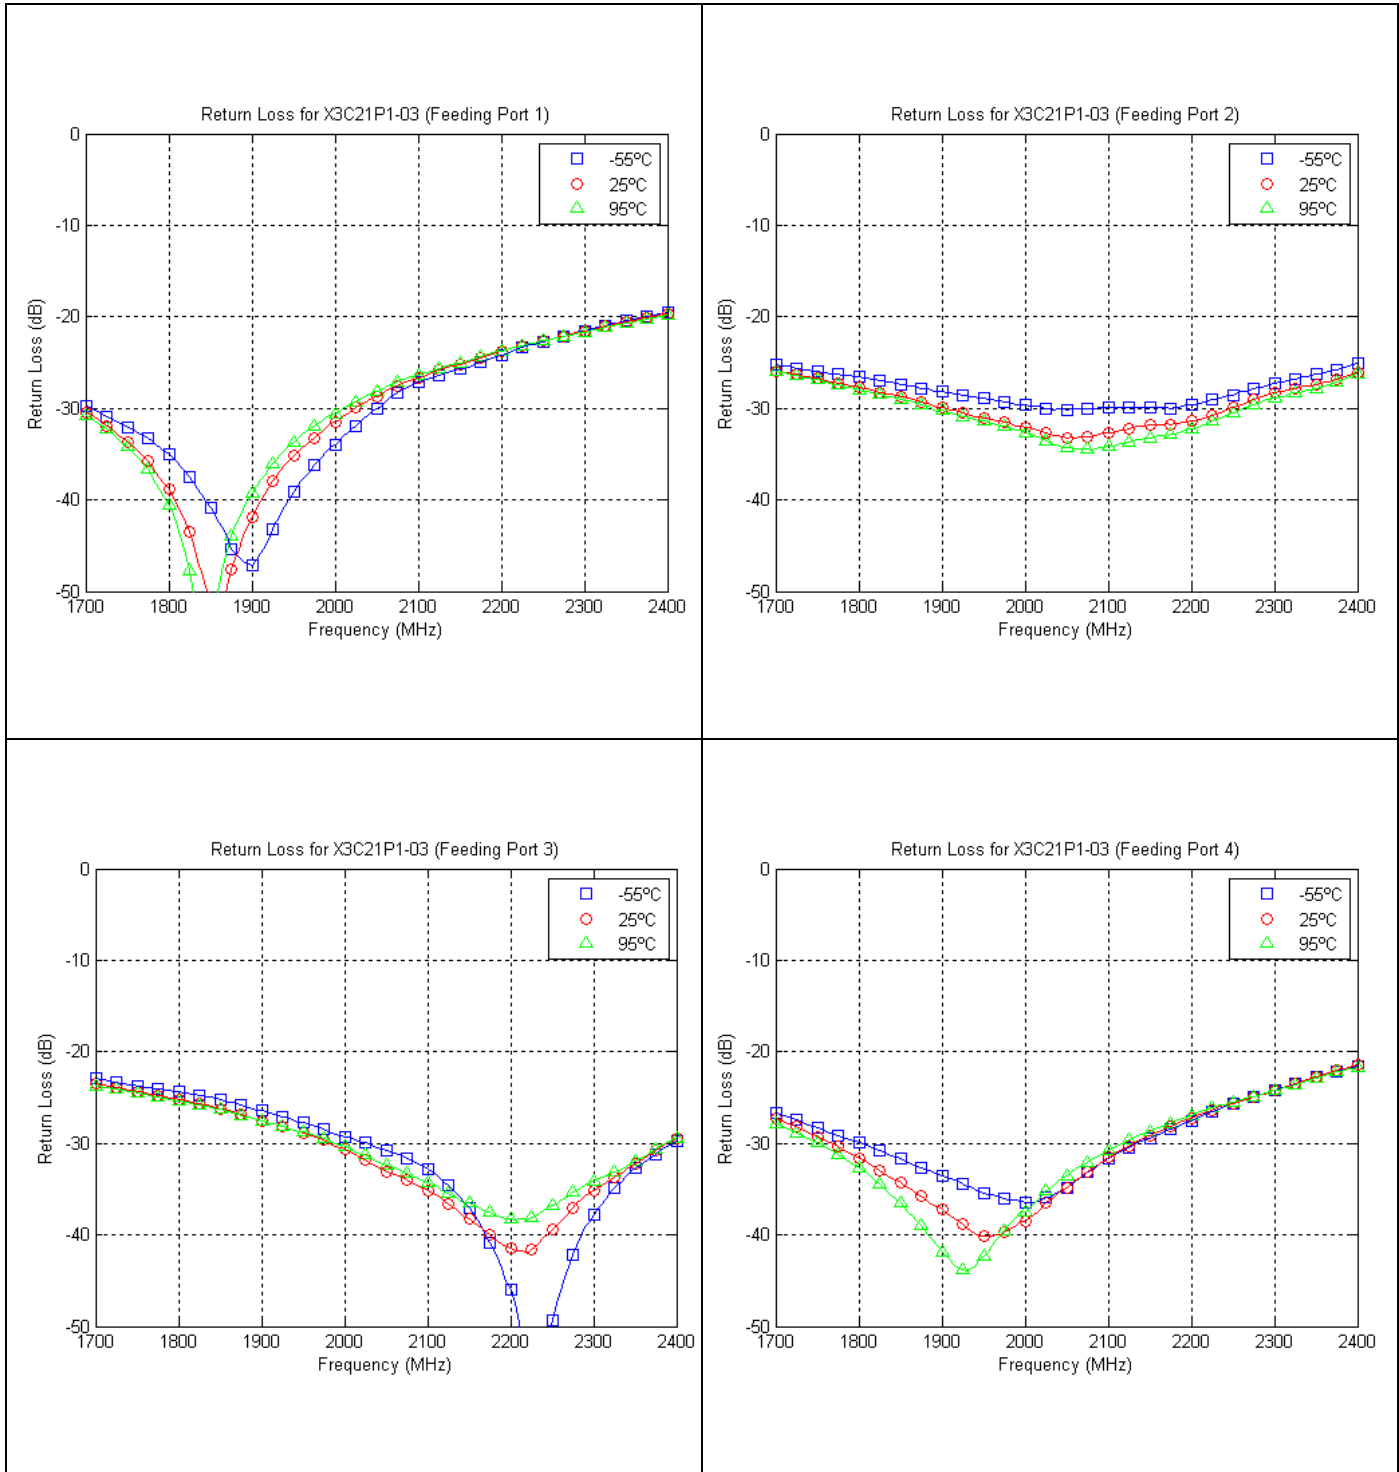 Return Loss for X3C21P1-03 (Feeding Port 1)
0
-10
-20
-30
-40
-50
Return Loss (dB)
-55ºC
25ºC
95ºC
1700 1800 1900 2000 2100 2200 2300 2400
Frequency (MHz)
Return Loss for X3C21P1-03 (Feeding Port 2)
0
-10
-20
-30
-40
-50
Return Loss (dB)
-55ºC
25ºC
95ºC
1700 1800 1900 2000 2100 2200 2300 2400
Frequency (MHz)
Return Loss for X3C21P1-03 (Feeding Port 3)
0
-10
-20
-30
-40
-50
Return Loss (dB)
-55ºC
25ºC
95ºC
1700 1800 1900 2000 2100 2200 2300 2400
Frequency (MHz)
Return Loss for X3C21P1-03 (Feeding Port 4)
0
-10
-20
-30
-40
-50
Return Loss (dB)
-55ºC
25ºC
95ºC
1700 1800 1900 2000 2100 2200 2300 2400
Frequency (MHz)